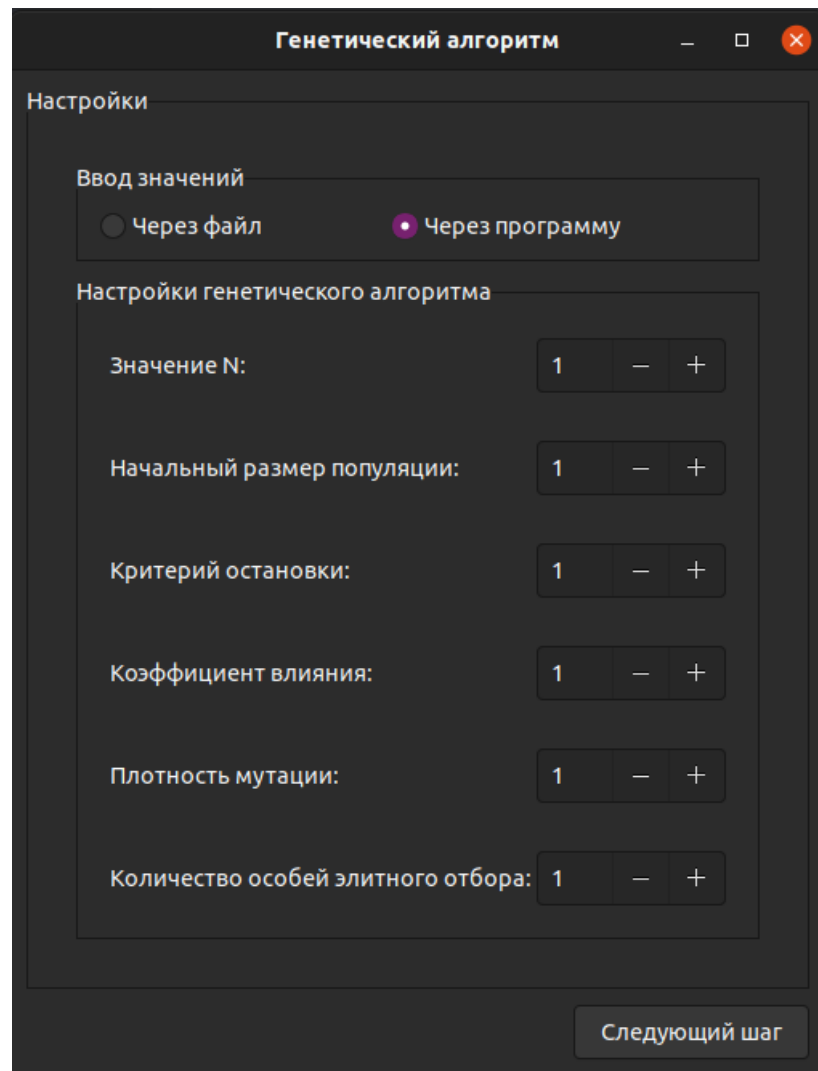 Генетический алгоритм
Настройки
Ввод значений
Через файл Через программу
Настройки генетического алгоритма
Значение N: 1 − +
Начальный размер популяции: 1 − +
Критерий остановки: 1 − +
Коэффициент влияния: 1 − +
Плотность мутации: 1 − +
Количество особей элитного отбора: 1 − +
Следующий шаг